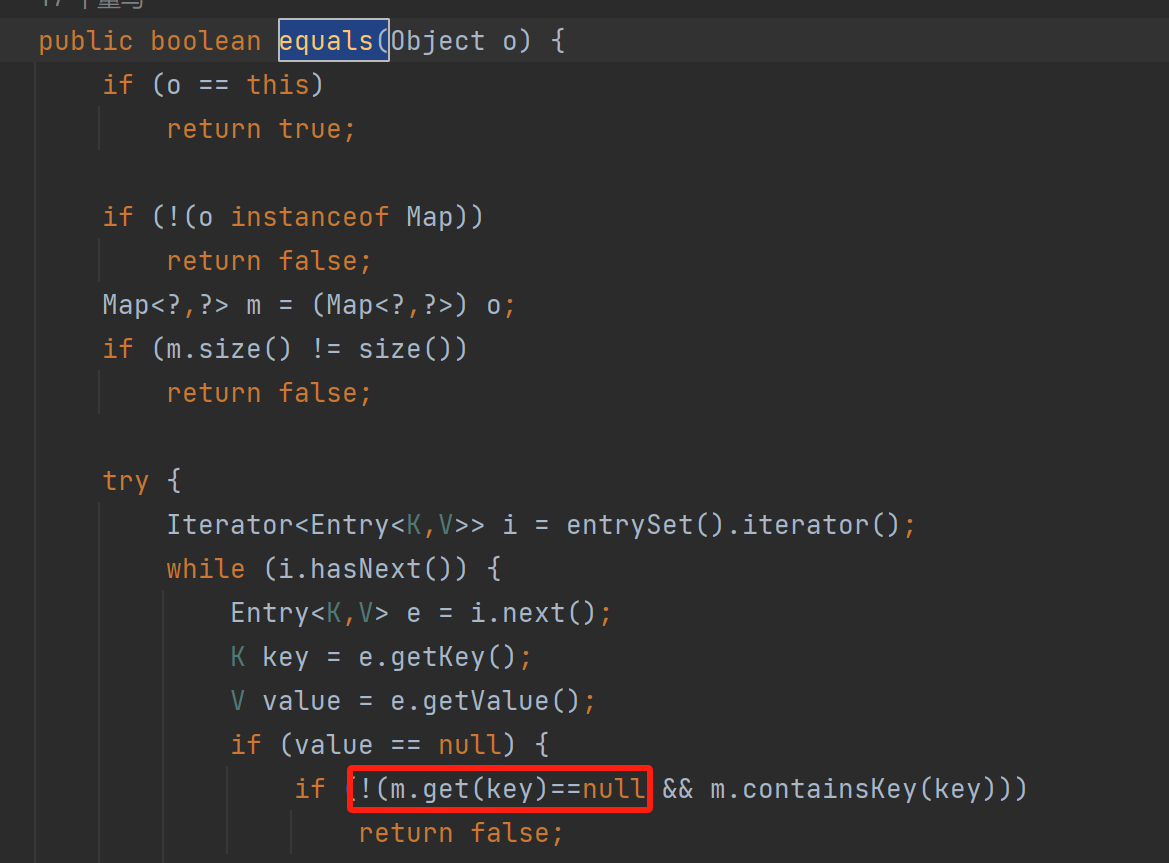 public boolean equals(Object o) {
if (o == this)
return true;
if (!(o instanceof Map))
return false;
Map<?,?> m = (Map<?,?>) o;
if (m.size() != size())
return false;
try {
Iterator<Entry<K,V>> i = entrySet().iterator();
while (i.hasNext()) {
Entry<K,V> e = i.next();
K key = e.getKey();
V value = e.getValue();
if (value == null) {
if (!(m.get(key)==null && m.containsKey(key)))
return false;